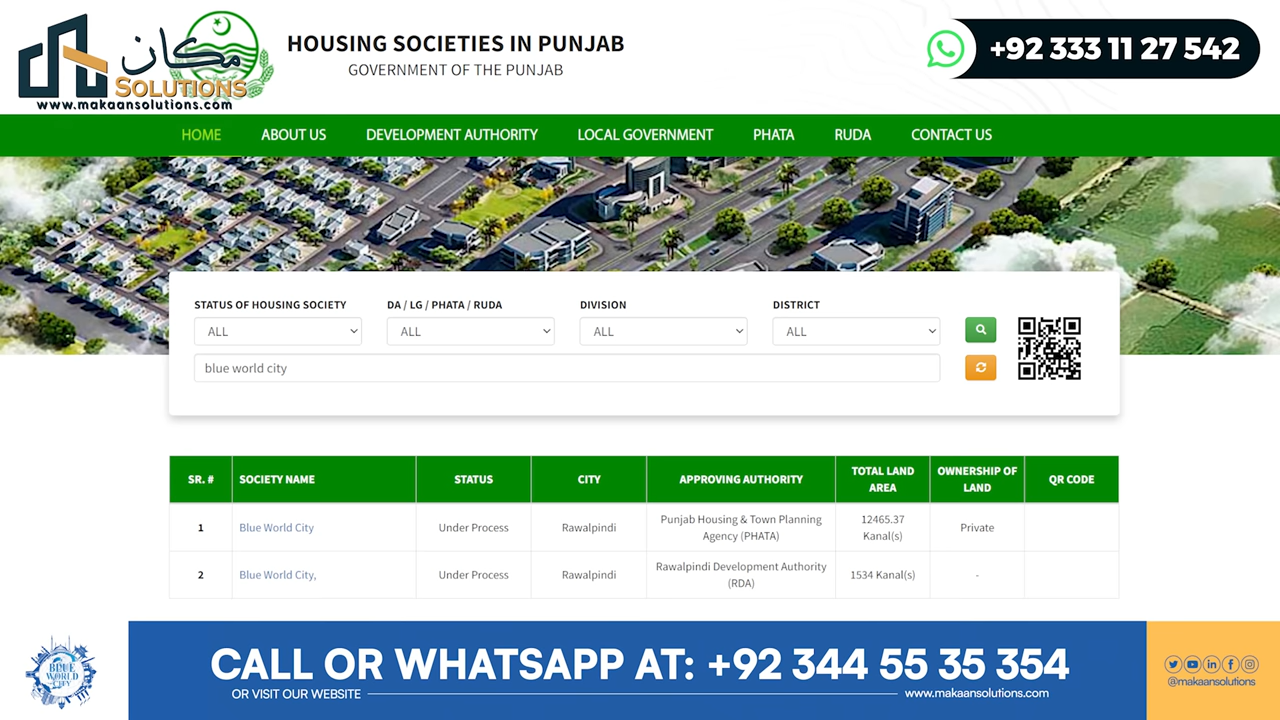 مکان
SOLUTIONS
www.makaansolutions.com
HOUSING SOCIETIES IN PUNJAB
GOVERNMENT OF THE PUNJAB
+92 333 11 27 542
HOME ABOUT US DEVELOPMENT AUTHORITY LOCAL GOVERNMENT PHATA RUDA CONTACT US
STATUS OF HOUSING SOCIETY DA / LG / PHATA / RUDA DIVISION DISTRICT
ALL ALL ALL ALL
blue world city
SR. # SOCIETY NAME STATUS CITY APPROVING AUTHORITY TOTAL LAND AREA OWNERSHIP OF LAND QR CODE
1 Blue World City Under Process Rawalpindi Punjab Housing & Town Planning Agency (PHATA) 12465.37 Kanal(s) Private
2 Blue World City, Under Process Rawalpindi Rawalpindi Development Authority (RDA) 1534 Kanal(s) -
BLUE
WORLD
CITY
CALL OR WHATSAPP AT: +92 344 55 35 354
OR VISIT OUR WEBSITE www.makaansolutions.com
@makaansolutions